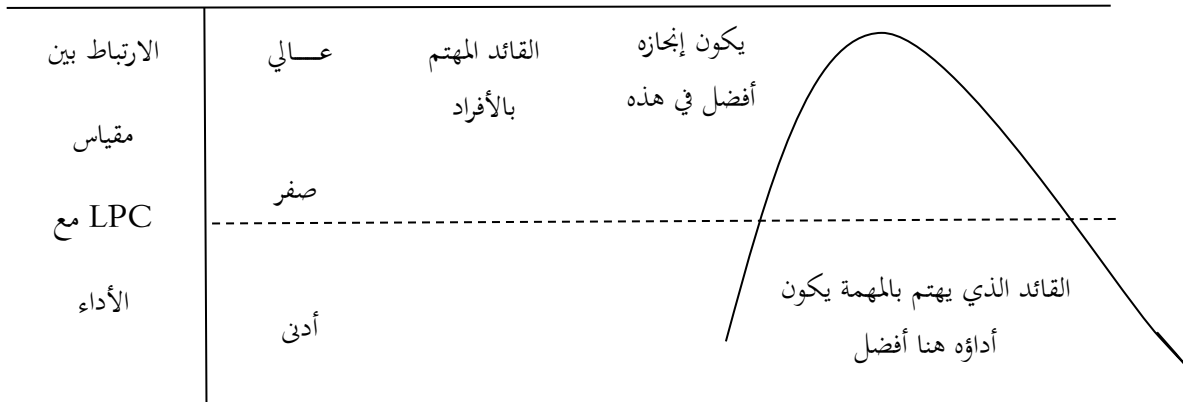 الارتباط بين
مقياس
LPC مع
الأداء
عـــالي
صفر
أدنى
القائد المهتم
بالأفراد
يكون إنجازه
أفضل في هذه
القائد الذي يهتم بالمهمة يكون
أداؤه هنا أفضل